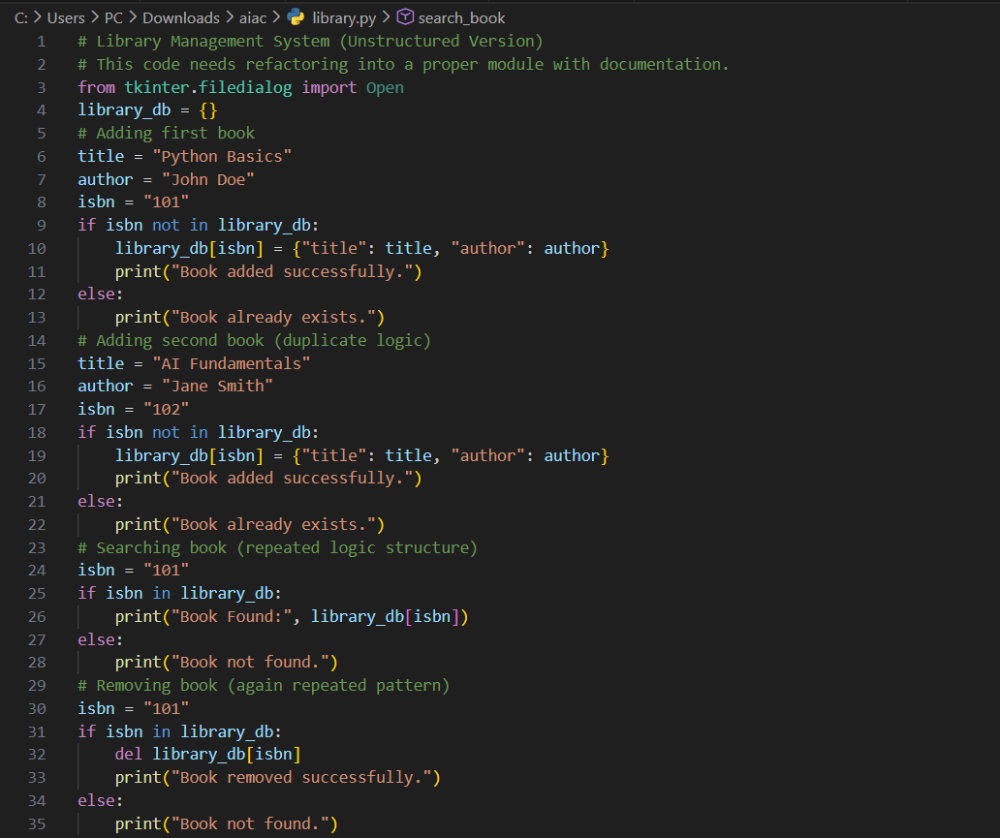 C: > Users > PC > Downloads > aiac > library.py > search_book
1 # Library Management System (Unstructured Version)
2 # This code needs refactoring into a proper module with documentation.
3 from tkinter.filedialog import Open
4 library_db = {}
5 # Adding first book
6 title = "Python Basics"
7 author = "John Doe"
8 isbn = "101"
9 if isbn not in library_db:
10     library_db[isbn] = {"title": title, "author": author}
11     print("Book added successfully.")
12 else:
13     print("Book already exists.")
14 # Adding second book (duplicate logic)
15 title = "AI Fundamentals"
16 author = "Jane Smith"
17 isbn = "102"
18 if isbn not in library_db:
19     library_db[isbn] = {"title": title, "author": author}
20     print("Book added successfully.")
21 else:
22     print("Book already exists.")
23 # Searching book (repeated logic structure)
24 isbn = "101"
25 if isbn in library_db:
26     print("Book Found:", library_db[isbn])
27 else:
28     print("Book not found.")
29 # Removing book (again repeated pattern)
30 isbn = "101"
31 if isbn in library_db:
32     del library_db[isbn]
33     print("Book removed successfully.")
34 else:
35     print("Book not found.")